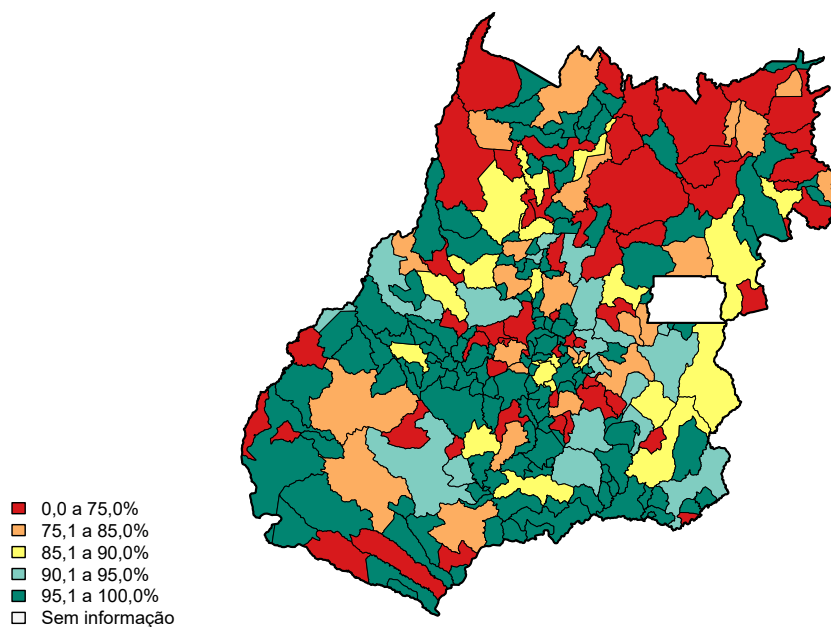 0,0 a 75,0%
75,1 a 85,0%
85,1 a 90,0%
90,1 a 95,0%
95,1 a 100,0%
Sem informação